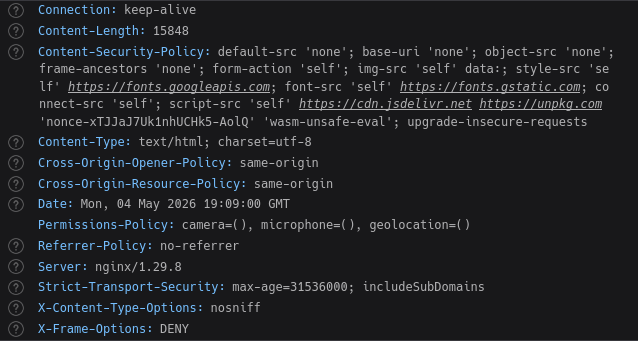 Connection: keep-alive
Content-Length: 15848
Content-Security-Policy: default-src 'none'; base-uri 'none'; object-src 'none';
frame-ancestors 'none'; form-action 'self'; img-src 'self' data:; style-src 'se
lf' https://fonts.googleapis.com; font-src 'self' https://fonts.gstatic.com; co
nnect-src 'self'; script-src 'self' https://cdn.jsdelivr.net https://unpkg.com
'nonce-xTJJaJ7Uk1nhUCHk5-AolQ' 'wasm-unsafe-eval'; upgrade-insecure-requests
Content-Type: text/html; charset=utf-8
Cross-Origin-Opener-Policy: same-origin
Cross-Origin-Resource-Policy: same-origin
Date: Mon, 04 May 2026 19:09:00 GMT
Permissions-Policy: camera=(), microphone=(), geolocation=()
Referrer-Policy: no-referrer
Server: nginx/1.29.8
Strict-Transport-Security: max-age=31536000; includeSubDomains
X-Content-Type-Options: nosniff
X-Frame-Options: DENY